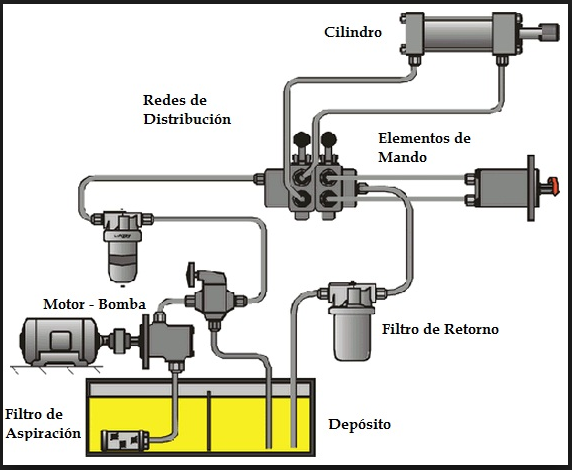 Cilindro
Redes de
Distribución
Elementos de
Mando
Motor - Bomba
Filtro de Retorno
Filtro de
Aspiración
Depósito